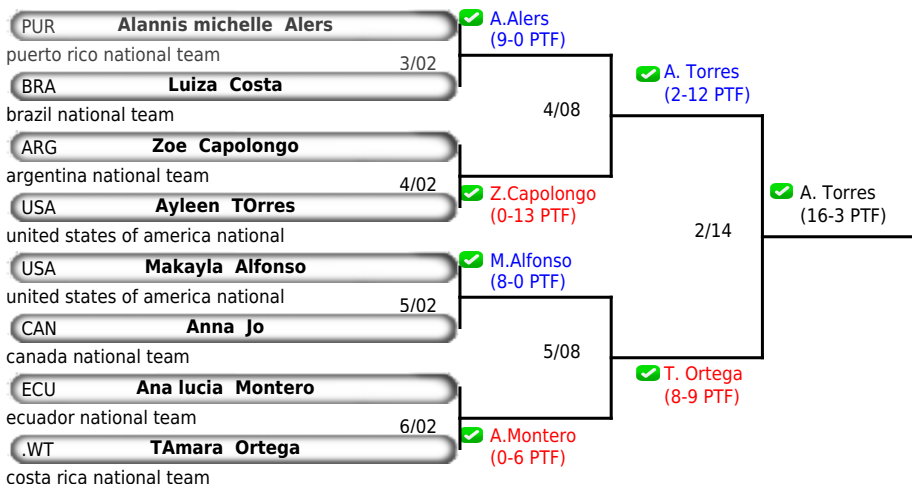 PUR Alannis michelle Alers
A.Alers
(9-0 PTF)
puerto rico national team
3/02
BRA Luiza Costa
brazil national team
A. Torres
(2-12 PTF)
4/08
ARG Zoe Capolongo
argentina national team
4/02
USA Ayleen TOrres
united states of america national
Z.Capolongo
(0-13 PTF)
A. Torres
(16-3 PTF)
2/14
USA Makayla Alfonso
united states of america national
M.Alfonso
(8-0 PTF)
5/02
CAN Anna Jo
canada national team
5/08
T. Ortega
(8-9 PTF)
ECU Ana lucia Montero
ecuador national team
6/02
.WT TAmara Ortega
costa rica national team
A.Montero
(0-6 PTF)